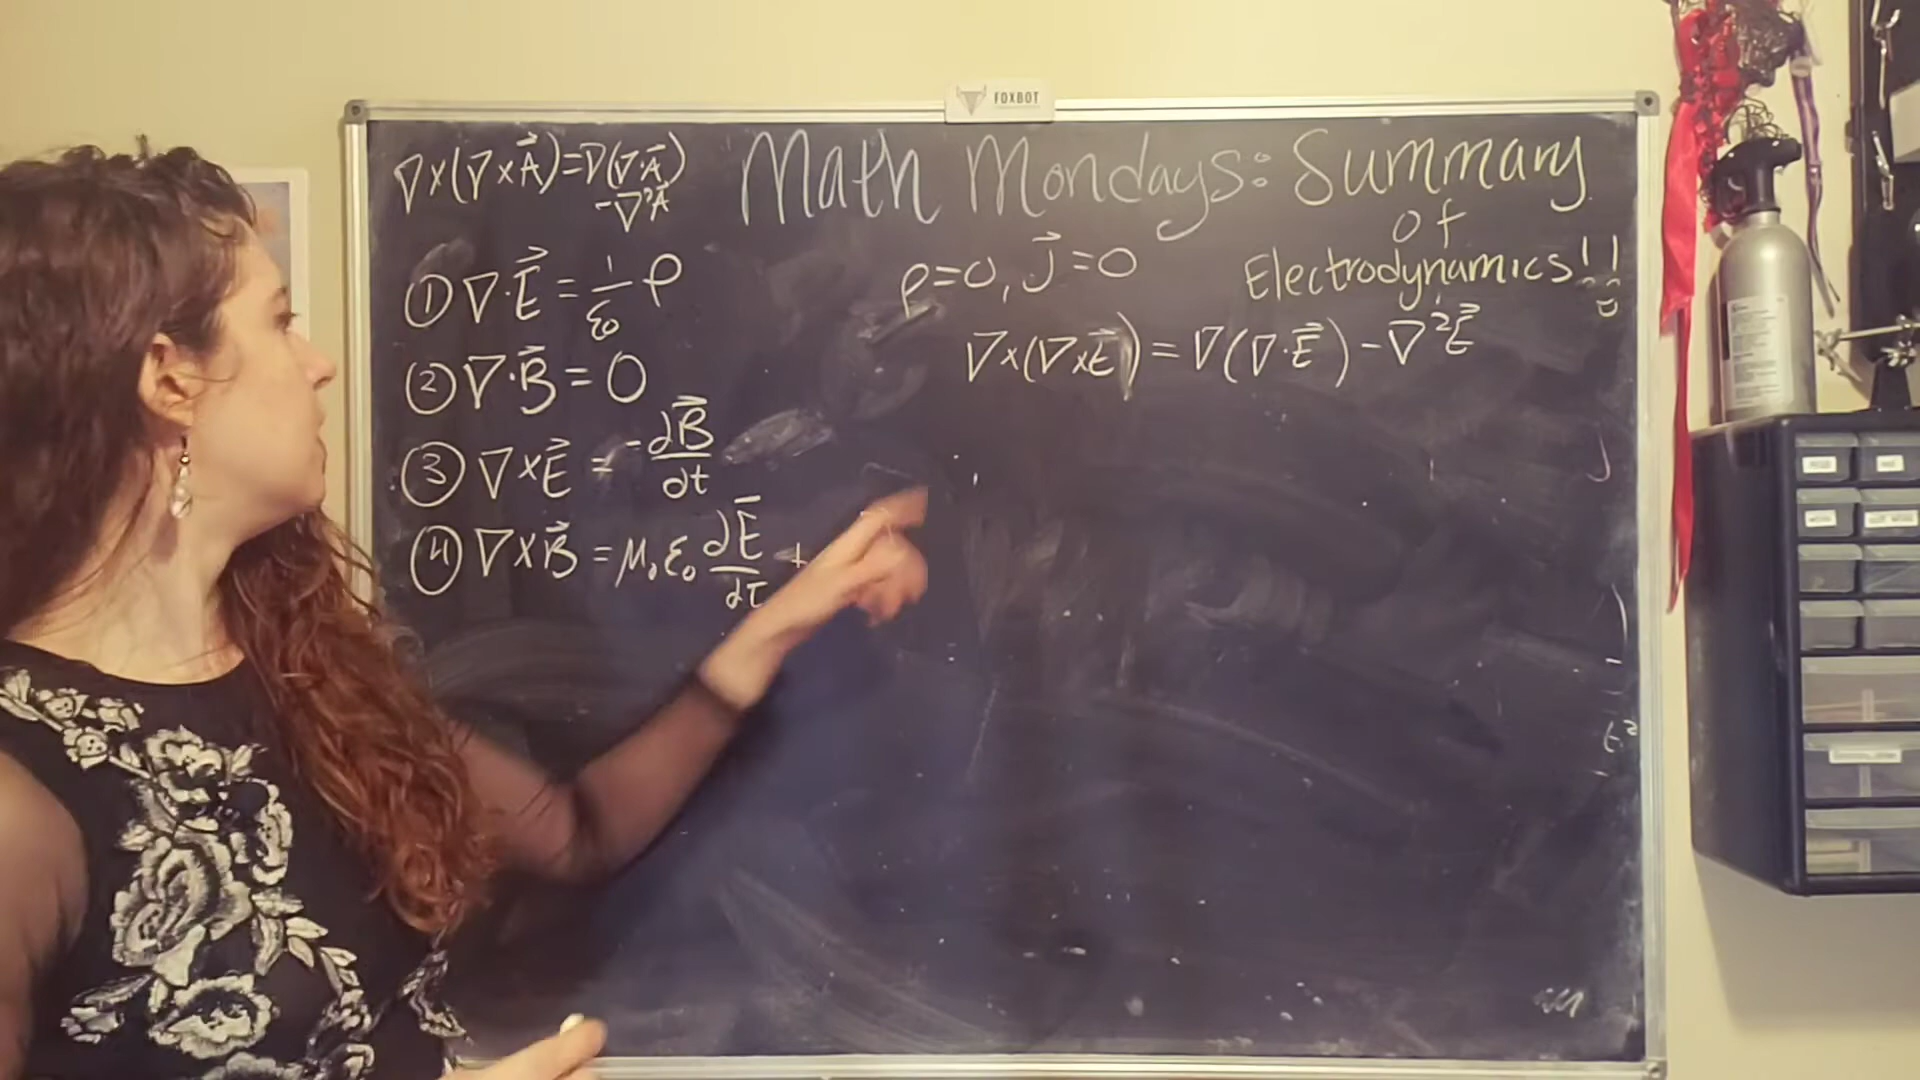 FOXBOT
Math Mondays: Summary
of
Electrodynamics!!
∇×(∇×A⃗)=∇(∇·A⃗)
-∇²A⃗
① ∇·E⃗ = 1/ε₀ ρ
② ∇·B⃗ = 0
③ ∇×E⃗ = -∂B⃗/∂t
④ ∇×B⃗ = μ₀ε₀ ∂E⃗/∂t +
ρ=0, J⃗=0
∇×(∇×E⃗)=∇(∇·E⃗)-∇²E⃗